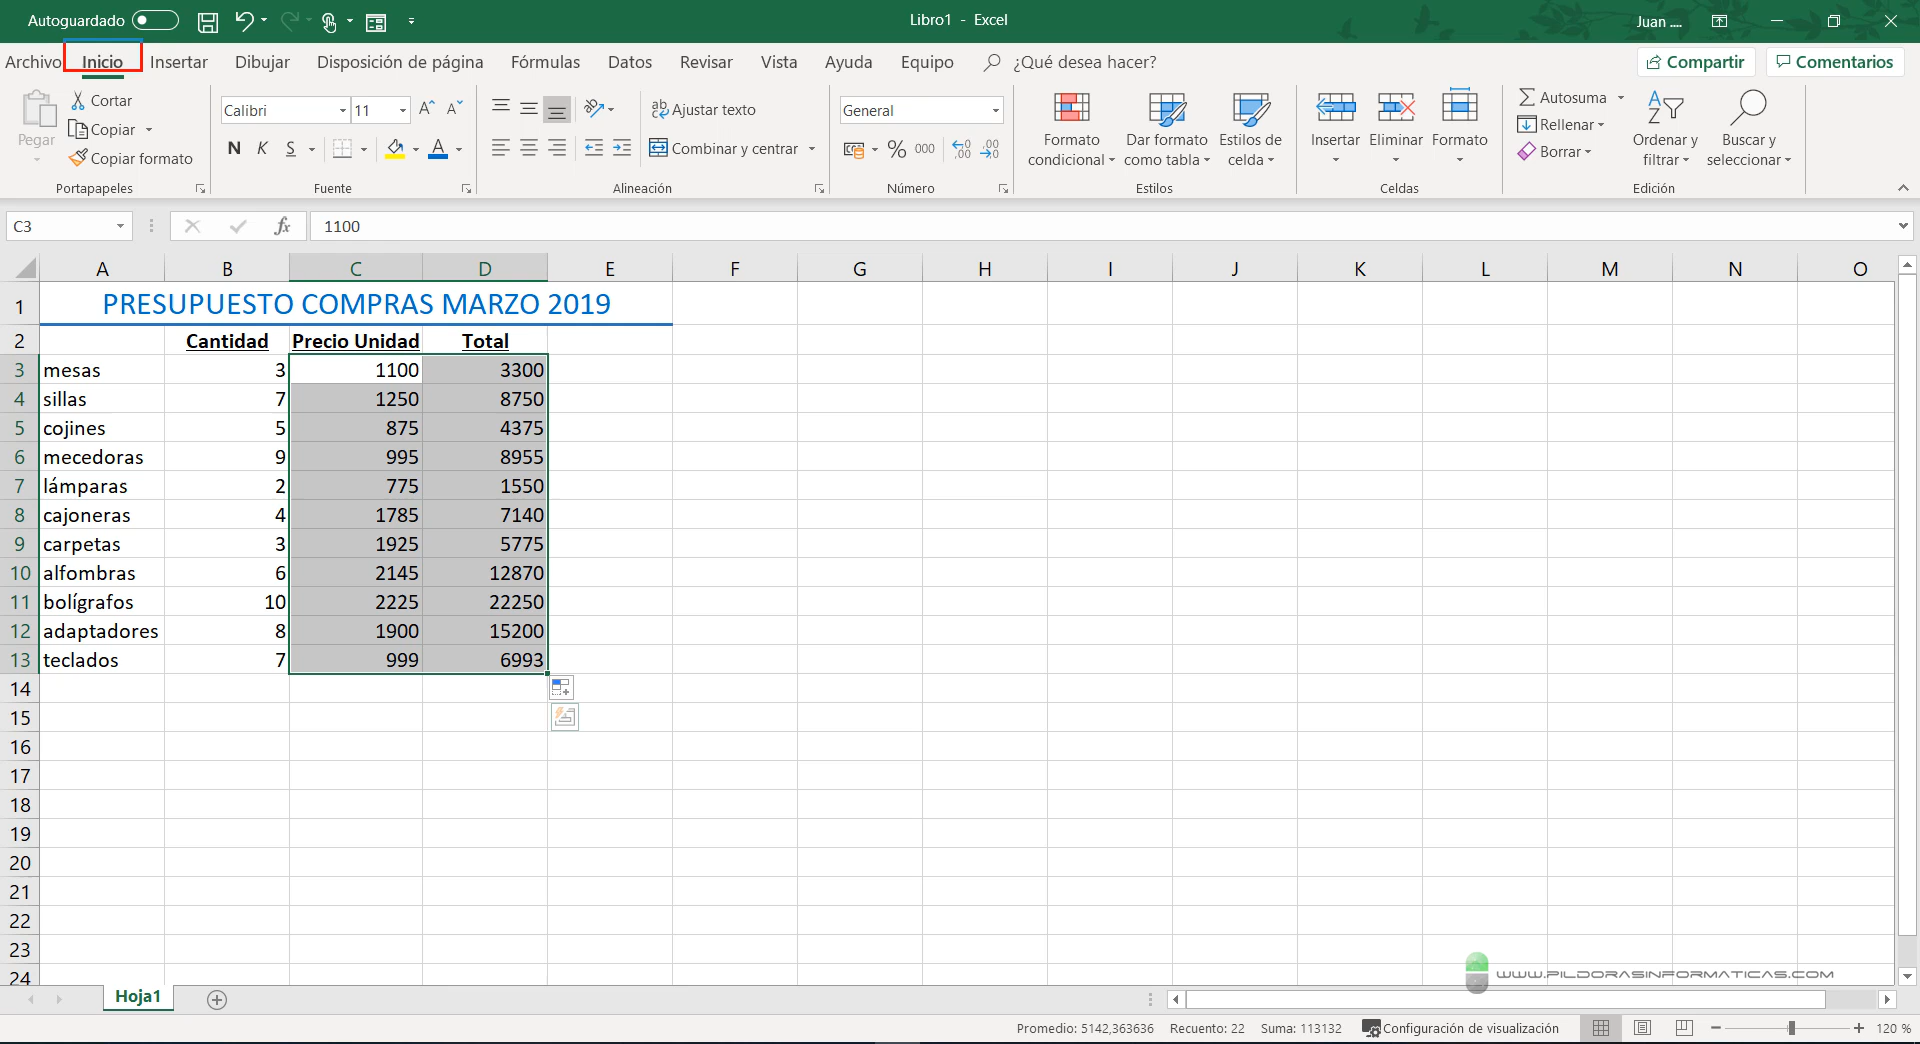 Autoguardado
Libro1 - Excel
Juan ....
Archivo Inicio Insertar Dibujar Disposición de página Fórmulas Datos Revisar Vista Ayuda Equipo ¿Qué desea hacer? Compartir Comentarios
Pegar
Cortar
Copiar
Copiar formato
Portapapeles
Calibri 11
N K S A
Fuente
Ajustar texto
Combinar y centrar
Alineación
General
% 000
Número
Formato condicional
Dar formato como tabla
Estilos de celda
Estilos
Insertar Eliminar Formato
Celdas
Autosuma
Rellenar
Borrar
Ordenar y filtrar
Buscar y seleccionar
Edición
C3 fx 1100
A B C D E F G H I J K L M N O
1 PRESUPUESTO COMPRAS MARZO 2019
2 Cantidad Precio Unidad Total
3 mesas 3 1100 3300
4 sillas 7 1250 8750
5 cojines 5 875 4375
6 mecedoras 9 995 8955
7 lámparas 2 775 1550
8 cajoneras 4 1785 7140
9 carpetas 3 1925 5775
10 alfombras 6 2145 12870
11 bolígrafos 10 2225 22250
12 adaptadores 8 1900 15200
13 teclados 7 999 6993
14
15
16
17
18
19
20
21
22
23
24
WWW.PILDORASINFORMATICAS.COM
Hoja1
Promedio: 5142,363636 Recuento: 22 Suma: 113132 Configuración de visualización 120 %